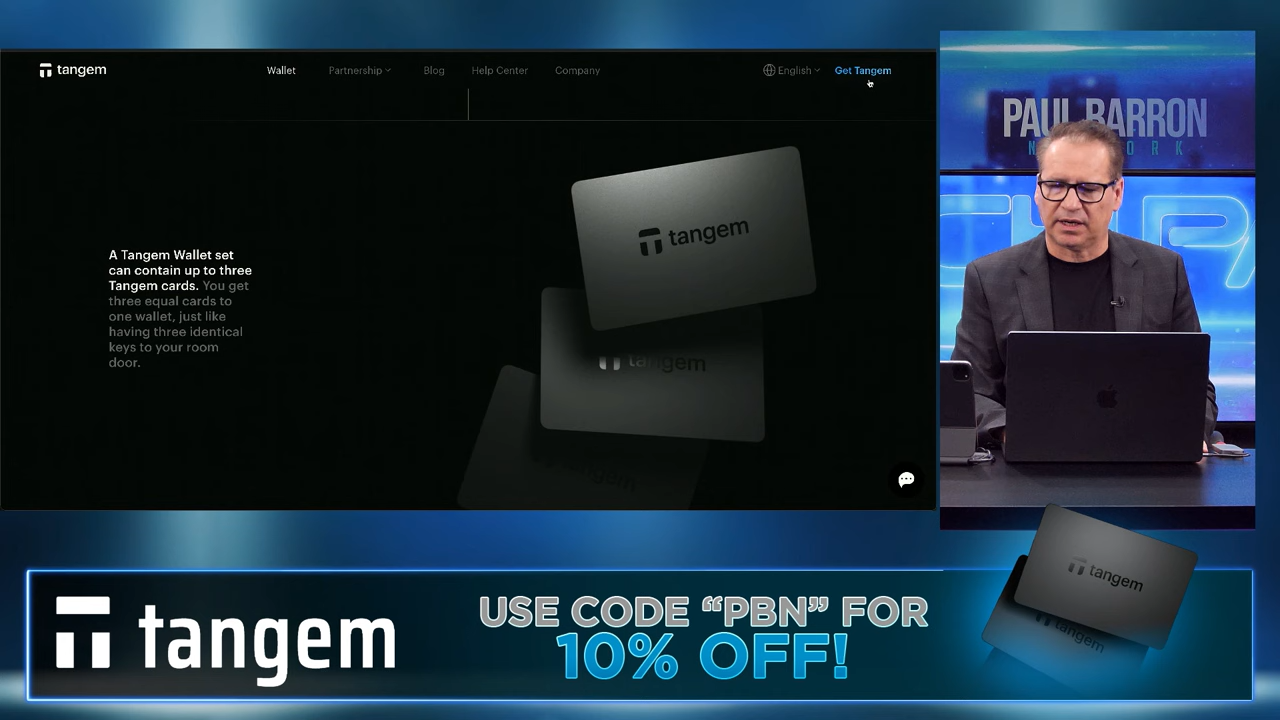 tangem
Wallet
Partnership
Blog
Help Center
Company
English
Get Tangem
A Tangem Wallet set
can contain up to three
Tangem cards. You get
three equal cards to
one wallet, just like
having three identical
keys to your room
door.
tangem
tangem
PAUL BARRON
tangem
USE CODE “PBN” FOR
10% OFF!
tangem
tangem